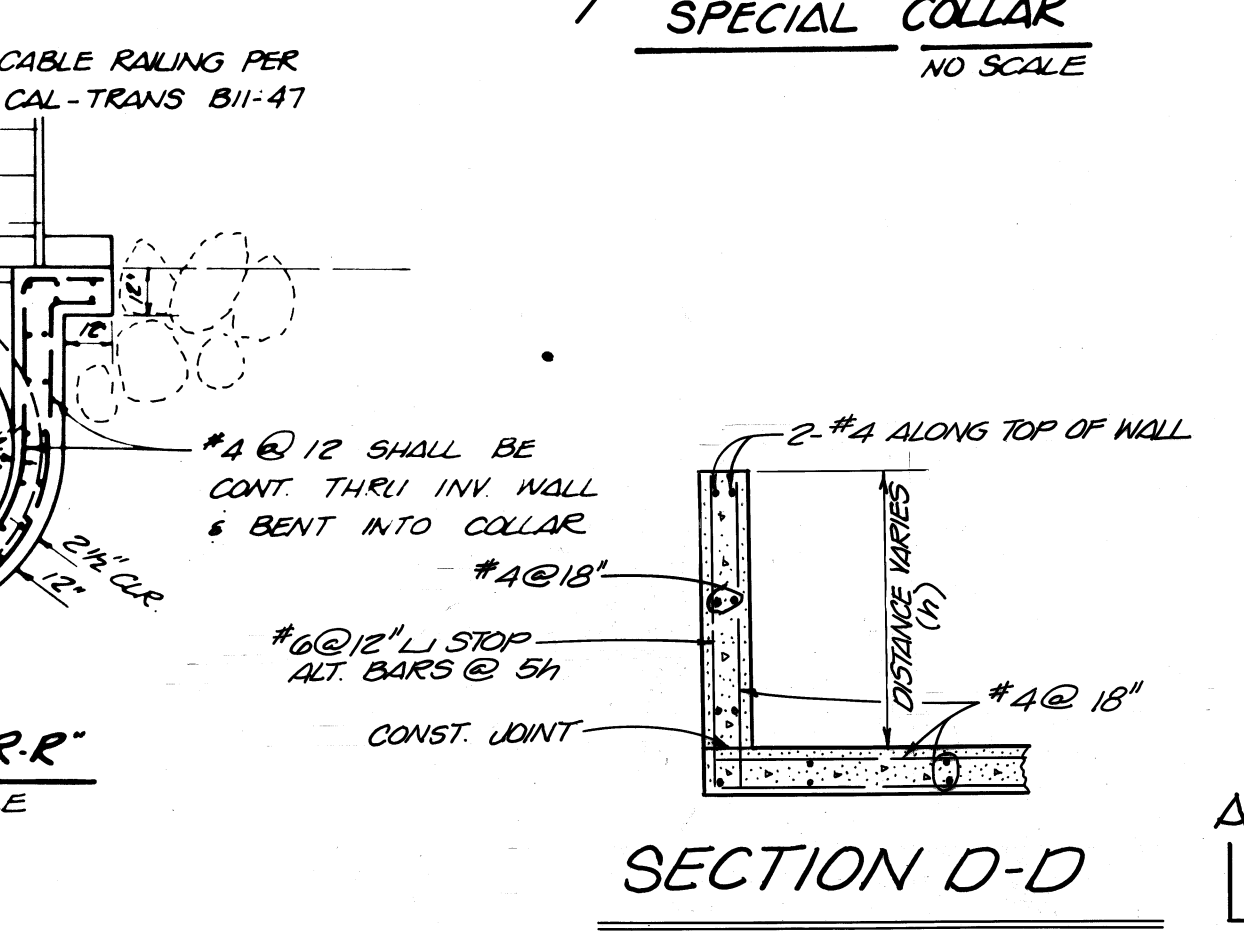 SPECIAL COLLAR
NO SCALE
CABLE RAILING PER
CAL-TRANS B11-47
12"
12"
#4 @ 12 SHALL BE
CONT. THRU INV. WALL
& BENT INTO COLLAR
2½" CLR.
12"
R-R"
E
2-#4 ALONG TOP OF WALL
#4@18"
#6@12" ⊔ STOP
ALT. BARS @ 5h
CONST. JOINT
DISTANCE VARIES
(h)
#4@ 18"
SECTION D-D